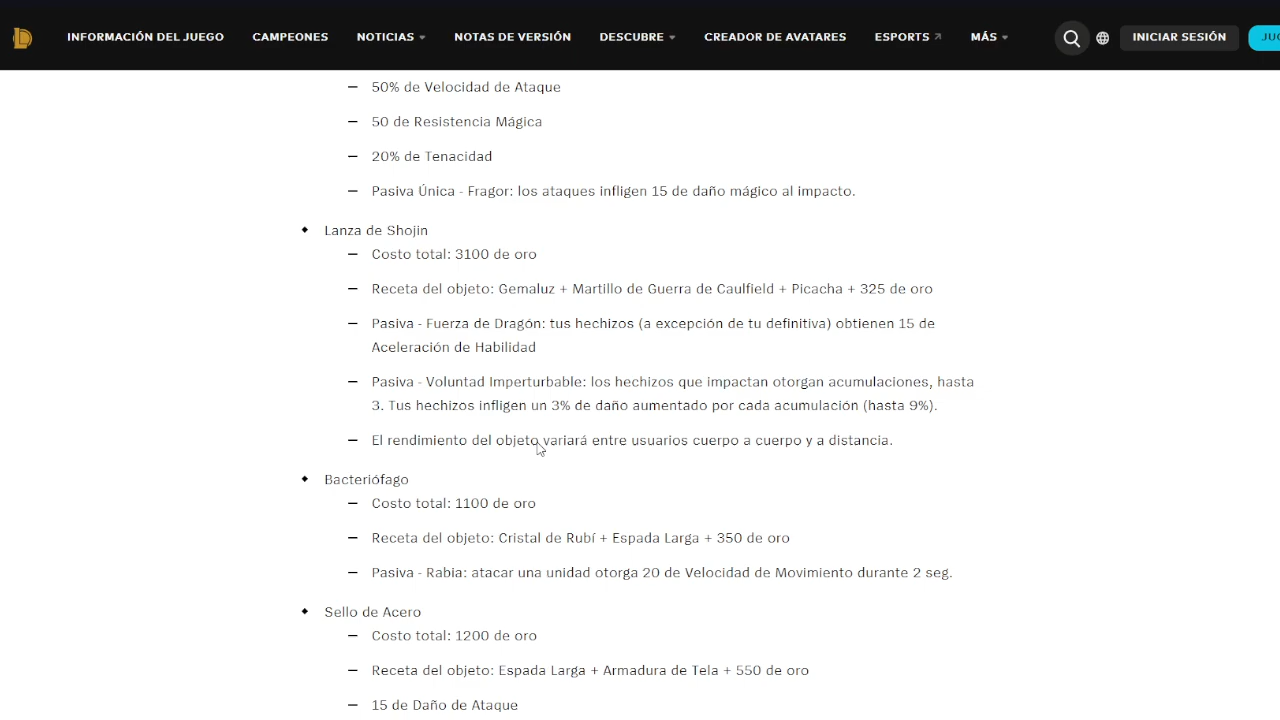 INFORMACIÓN DEL JUEGO CAMPEONES NOTICIAS NOTAS DE VERSIÓN DESCUBRE CREADOR DE AVATARES ESPORTS MÁS INICIAR SESIÓN
50% de Velocidad de Ataque
50 de Resistencia Mágica
20% de Tenacidad
Pasiva Única - Fragor: los ataques infligen 15 de daño mágico al impacto.
Lanza de Shojin
Costo total: 3100 de oro
Receta del objeto: Gemaluz + Martillo de Guerra de Caulfield + Picacha + 325 de oro
Pasiva - Fuerza de Dragón: tus hechizos (a excepción de tu definitiva) obtienen 15 de
Aceleración de Habilidad
Pasiva - Voluntad Imperturbable: los hechizos que impactan otorgan acumulaciones, hasta
3. Tus hechizos infligen un 3% de daño aumentado por cada acumulación (hasta 9%).
El rendimiento del objeto variará entre usuarios cuerpo a cuerpo y a distancia.
Bacteriófago
Costo total: 1100 de oro
Receta del objeto: Cristal de Rubí + Espada Larga + 350 de oro
Pasiva - Rabia: atacar una unidad otorga 20 de Velocidad de Movimiento durante 2 seg.
Sello de Acero
Costo total: 1200 de oro
Receta del objeto: Espada Larga + Armadura de Tela + 550 de oro
15 de Daño de Ataque